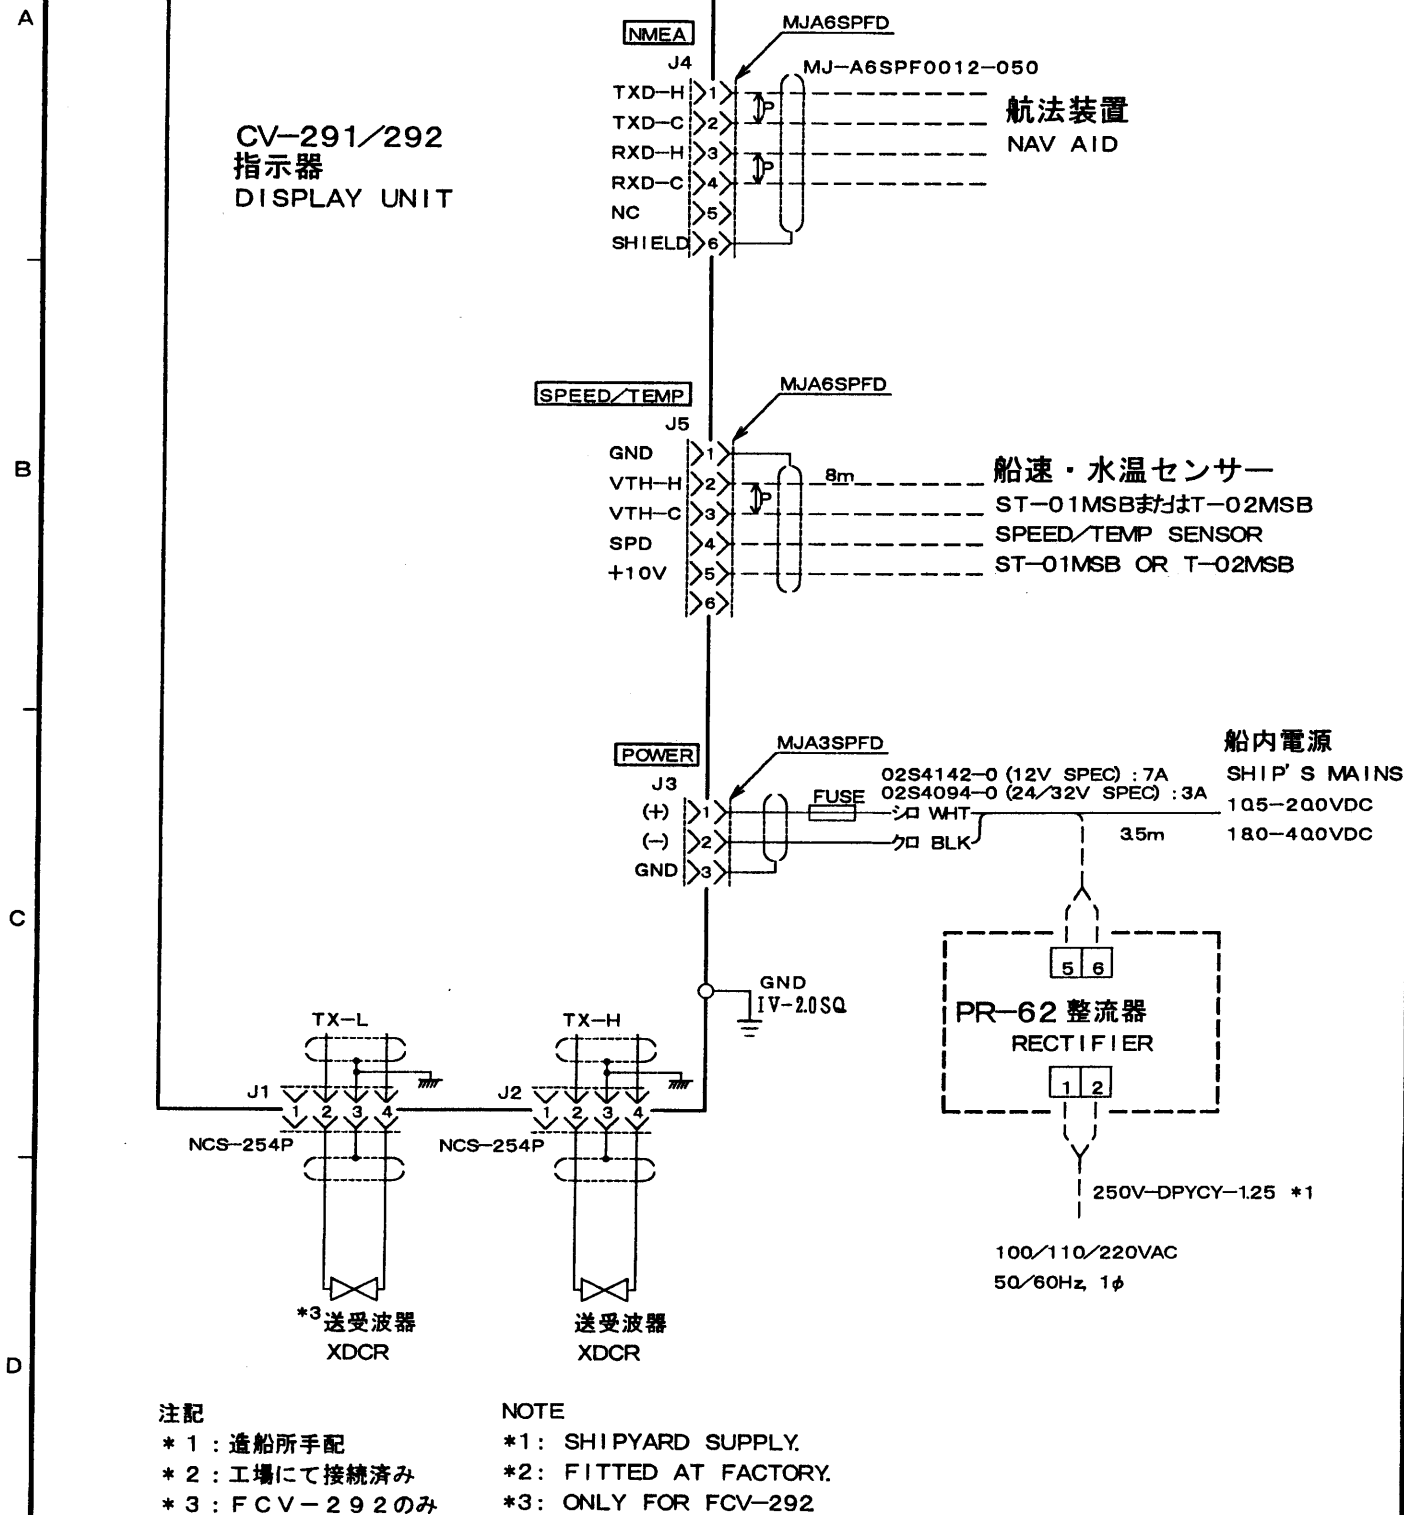 A
NMEA
MJA6SPFD
J4
MJ-A6SPF0012-050
TXD-H 1 P
TXD-C 2
RXD-H 3 P
RXD-C 4
NC 5
SHIELD 6
航法装置
NAV AID
CV-291/292
指示器
DISPLAY UNIT
B
SPEED/TEMP
MJA6SPFD
J5
GND 1
VTH-H 2 P 8m
VTH-C 3
SPD 4
+10V 5
6
船速・水温センサー
ST-01MSBまたはT-02MSB
SPEED/TEMP SENSOR
ST-01MSB OR T-02MSB
C
POWER
MJA3SPFD
J3
02S4142-0 (12V SPEC) : 7A
02S4094-0 (24/32V SPEC) : 3A
(+) 1 FUSE シロ WHT
(-) 2 クロ BLK
GND 3
3.5m
船内電源
SHIP'S MAINS
10.5-20.0VDC
18.0-40.0VDC
GND
IV-2.0SQ
5 6
PR-62 整流器
RECTIFIER
1 2
250V-DPYCY-1.25 *1
100/110/220VAC
50/60Hz, 1φ
TX-L
J1
1 2 3 4
NCS-254P
*3 送受波器
XDCR
TX-H
J2
1 2 3 4
NCS-254P
送受波器
XDCR
D
注記
*1：造船所手配
*2：工場にて接続済み
*3：FCV-292のみ
NOTE
*1: SHIPYARD SUPPLY.
*2: FITTED AT FACTORY.
*3: ONLY FOR FCV-292